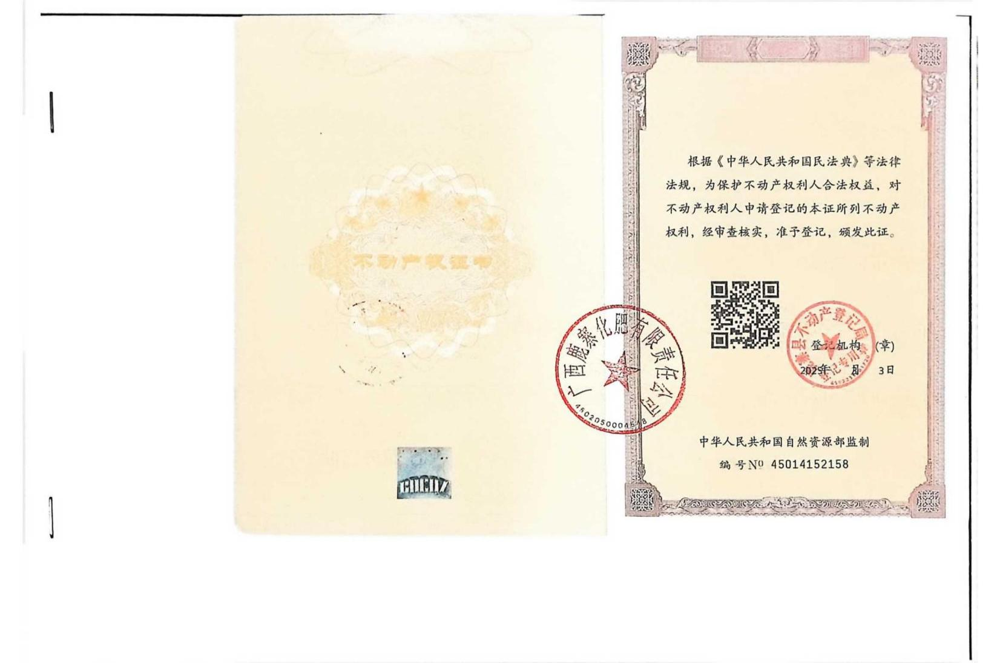 不动产权证书
根据《中华人民共和国民法典》等法律
法规，为保护不动产权利人合法权益，对
不动产权利人申请登记的本证所列不动产
权利，经审查核实，准予登记，颁发此证。
县不动产登记局
登记专用章
登记机构 (章)
2025年 月 3日
广西鹿寨化肥有限责任公司
中华人民共和国自然资源部监制
编号№ 45014152158